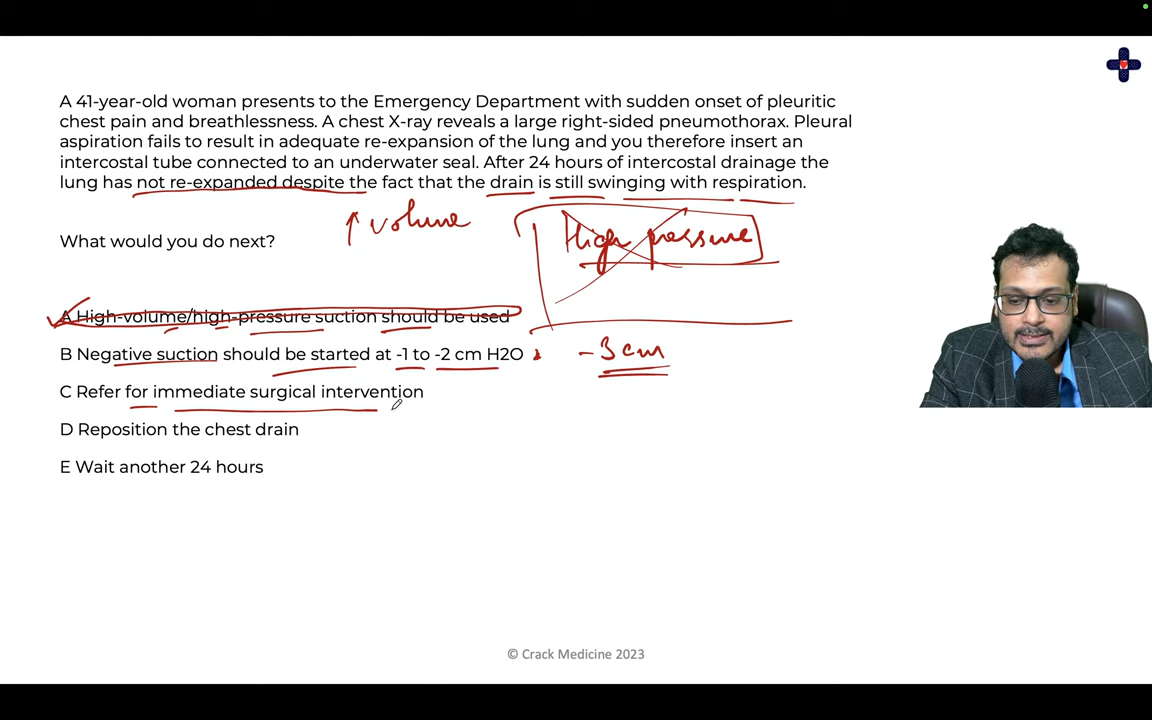 A 41-year-old woman presents to the Emergency Department with sudden onset of pleuritic
chest pain and breathlessness. A chest X-ray reveals a large right-sided pneumothorax. Pleural
aspiration fails to result in adequate re-expansion of the lung and you therefore insert an
intercostal tube connected to an underwater seal. After 24 hours of intercostal drainage the
lung has not re-expanded despite the fact that the drain is still swinging with respiration.
↑ volume
High pressure
What would you do next?
A High-volume/high-pressure suction should be used
B Negative suction should be started at -1 to -2 cm H2O
- 3 cm
C Refer for immediate surgical intervention
D Reposition the chest drain
E Wait another 24 hours
© Crack Medicine 2023